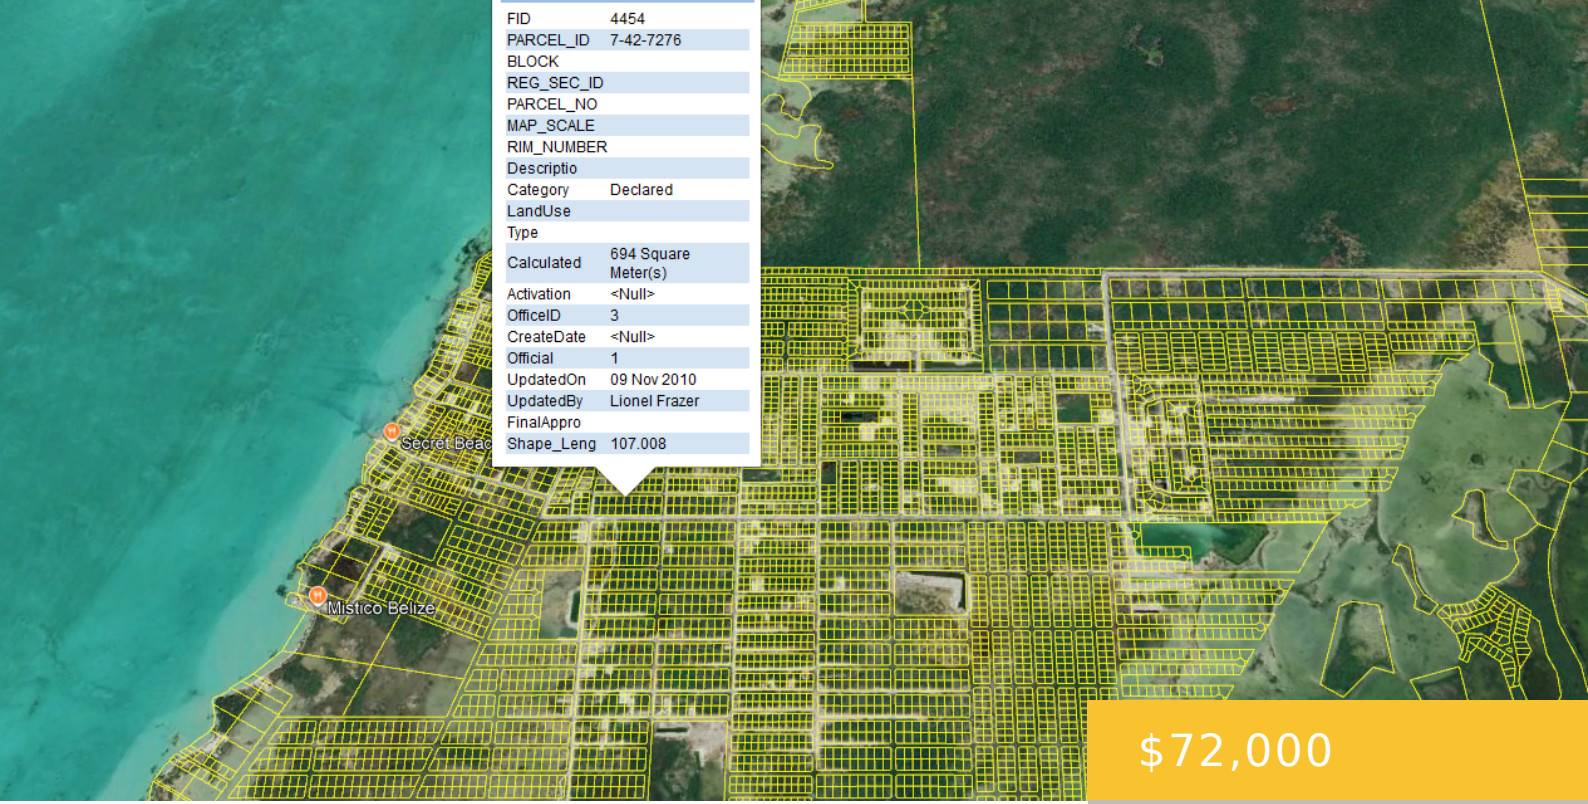 FID 4454
PARCEL_ID 7-42-7276
BLOCK
REG_SEC_ID
PARCEL_NO
MAP_SCALE
RIM_NUMBER
Descriptio
Category Declared
LandUse
Type
Calculated 694 Square
Meter(s)
Activation <Null>
OfficeID 3
CreateDate <Null>
Official 1
UpdatedOn 09 Nov 2010
UpdatedBy Lionel Frazer
FinalAppro
Shape_Leng 107.008
Secret Beac
Mistico Belize
$72,000